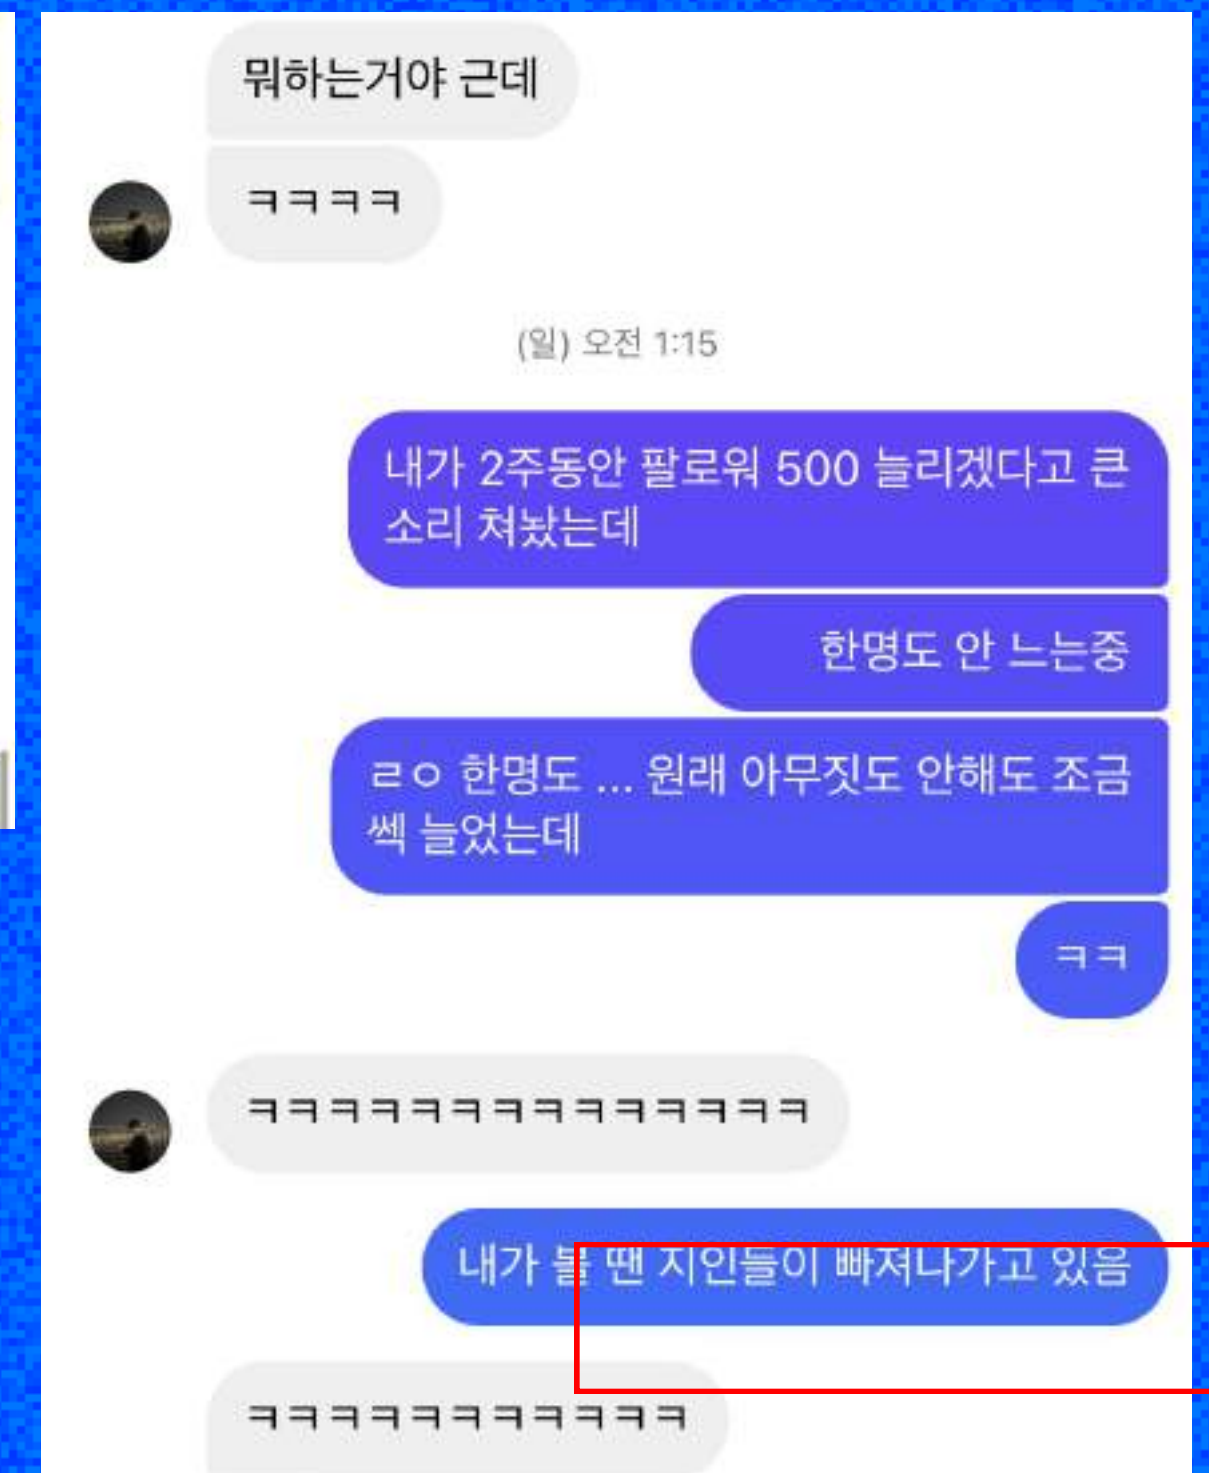 뭐하는거야 근데
ㅋㅋㅋㅋ
(일) 오전 1:15
내가 2주동안 팔로워 500 늘리겠다고 큰
소리 쳐놨는데
한명도 안 느는중
ㄹㅇ 한명도 ... 원래 아무짓도 안해도 조금
쎅 늘었는데
ㅋㅋ
ㅋㅋㅋㅋㅋㅋㅋㅋㅋㅋㅋㅋㅋㅋ
내가 볼 땐 지인들이 빠져나가고 있음
ㅋㅋㅋㅋㅋㅋㅋㅋㅋㅋㅋ